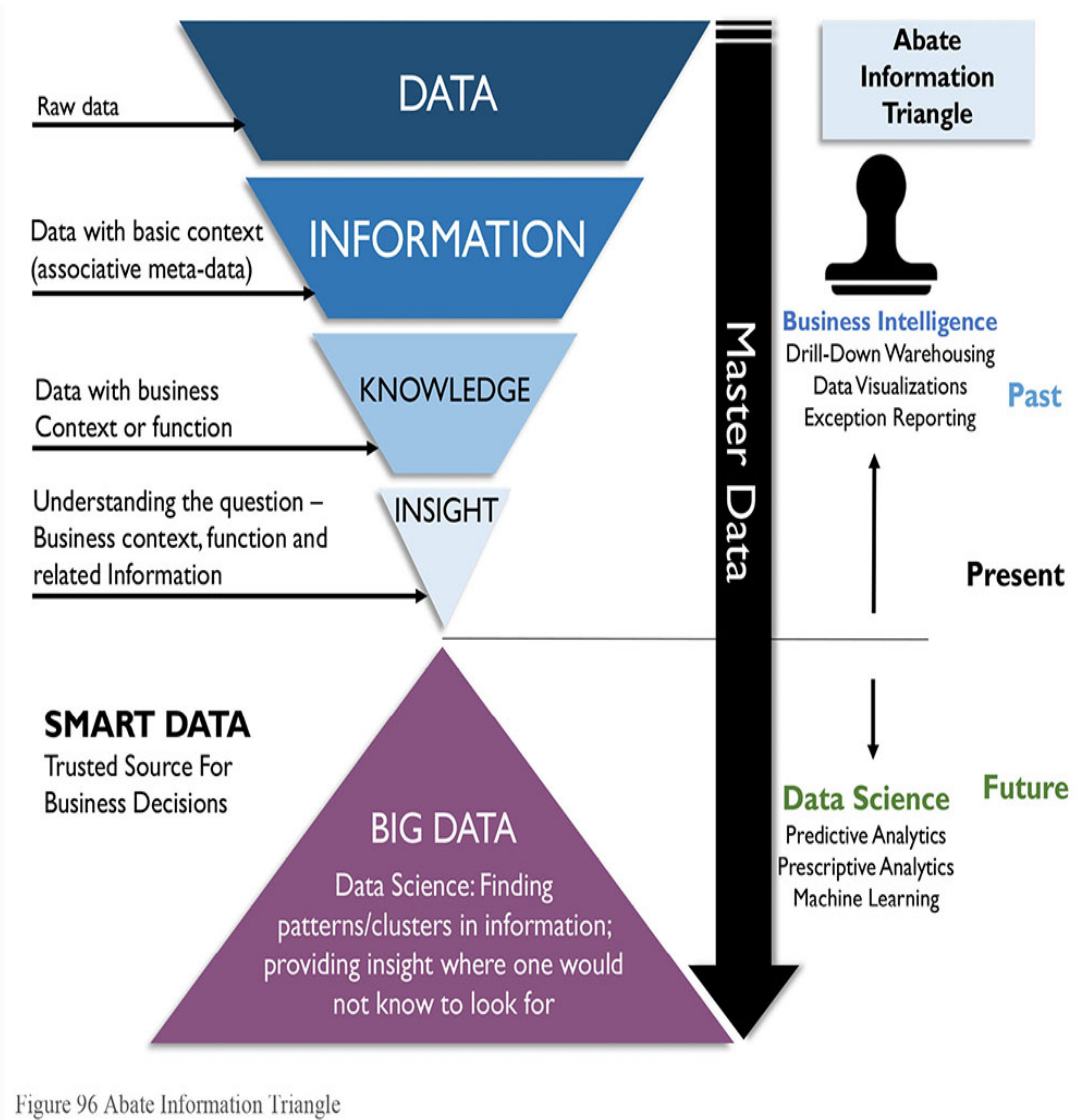 DATA
Abate
Information
Triangle
Raw data
INFORMATION
Data with basic context
(associative meta-data)
KNOWLEDGE
Data with business
Context or function
INSIGHT
Understanding the question –
Business context, function and
related Information
Master Data
Business Intelligence
Drill-Down Warehousing
Data Visualizations
Exception Reporting
Past
Present
SMART DATA
Trusted Source For
Business Decisions
BIG DATA
Data Science: Finding
patterns/clusters in information;
providing insight where one would
not know to look for
Future
Data Science
Predictive Analytics
Prescriptive Analytics
Machine Learning
Figure 96 Abate Information Triangle